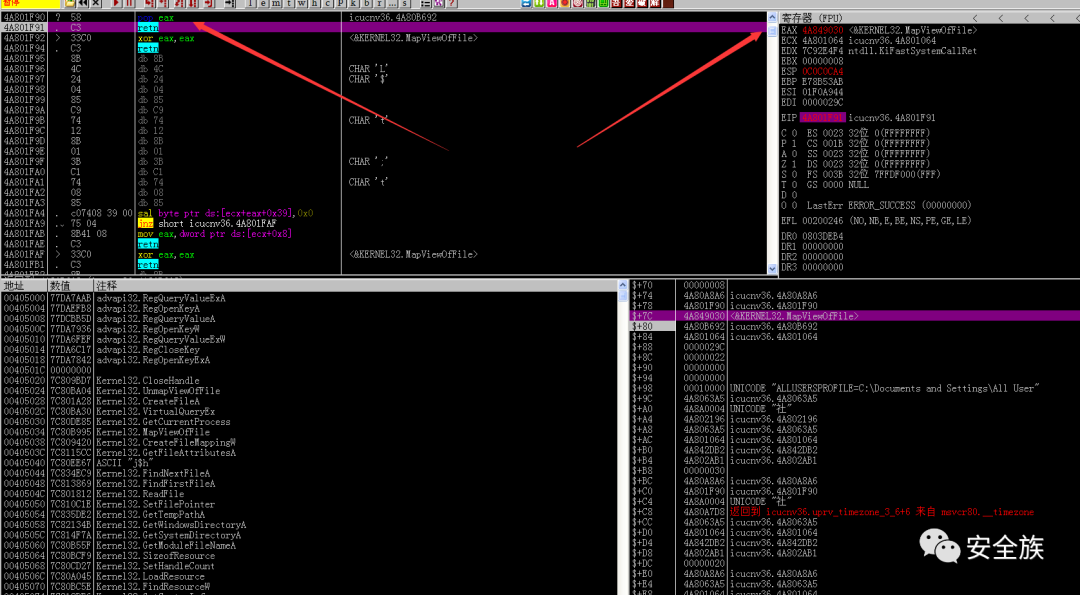 暂停
l e m t w h c P k b r ... s
4A801F90 ? 58 pop eax icucnv36.4A80B692
4A801F91 . C3 retn
4A801F92 > 33C0 xor eax,eax <&KERNEL32.MapViewOfFile>
4A801F94 C3 retn
4A801F95 8B db 8B
4A801F96 4C db 4C CHAR 'L'
4A801F97 24 db 24 CHAR '$'
4A801F98 04 db 04
4A801F99 85 db 85
4A801F9A C9 db C9
4A801F9B 74 db 74 CHAR 't'
4A801F9C 12 db 12
4A801F9D 8B db 8B
4A801F9E 01 db 01
4A801F9F 3B db 3B CHAR ';'
4A801FA0 C1 db C1
4A801FA1 74 db 74 CHAR 't'
4A801FA2 08 db 08
4A801FA3 85 db 85
4A801FA4 . c07408 39 00 sal byte ptr ds:[ecx+eax+0x39],0x0
4A801FA9 . 75 04 jnz short icucnv36.4A801FAF
4A801FAB . 8B41 08 mov eax,dword ptr ds:[ecx+0x8]
4A801FAE . C3 retn
4A801FAF > 33C0 xor eax,eax <&KERNEL32.MapViewOfFile>
4A801FB1 . C3 retn
寄存器 (FPU)
EAX 4A849030 <&KERNEL32.MapViewOfFile>
ECX 4A801064 icucnv36.4A801064
EDX 7C92E4F4 ntdll.KiFastSystemCallRet
EBX 00000008
ESP 0C0C0CA4
EBP E78B53AB
ESI 01F0A944
EDI 0000029C
EIP 4A801F91 icucnv36.4A801F91
C 0 ES 0023 32位 0(FFFFFFFF)
P 1 CS 001B 32位 0(FFFFFFFF)
A 0 SS 0023 32位 0(FFFFFFFF)
Z 1 DS 0023 32位 0(FFFFFFFF)
S 0 FS 003B 32位 7FFDF000(FFF)
T 0 GS 0000 NULL
D 0
O 0 LastErr ERROR_SUCCESS (00000000)
EFL 00200246 (NO,NB,E,BE,NS,PE,GE,LE)
DR0 0803DEB4
DR1 00000000
DR2 00000000
DR3 00000000
地址 数值 注释
00405000 77DA7AAB advapi32.RegQueryValueExA
00405004 77DAEFB8 advapi32.RegOpenKeyA
00405008 77DCBB5D advapi32.RegQueryValueA
0040500C 77DA7936 advapi32.RegOpenKeyW
00405010 77DA6FEF advapi32.RegQueryValueExW
00405014 77DA6C17 advapi32.RegCloseKey
00405018 77DA7842 advapi32.RegOpenKeyExA
0040501C 00000000
00405020 7C809BD7 Kernel32.CloseHandle
00405024 7C80BA04 Kernel32.UnmapViewOfFile
00405028 7C801A28 Kernel32.CreateFileA
0040502C 7C80BA30 Kernel32.VirtualQueryEx
00405030 7C80DE85 Kernel32.GetCurrentProcess
00405034 7C80B995 Kernel32.MapViewOfFile
00405038 7C809420 Kernel32.CreateFileMappingW
0040503C 7C8115CC Kernel32.GetFileAttributesA
00405040 7C80EE67 ASCII "j$h"
00405044 7C834EC9 Kernel32.FindNextFileA
00405048 7C813869 Kernel32.FindFirstFileA
0040504C 7C801812 Kernel32.ReadFile
00405050 7C810C1E Kernel32.SetFilePointer
00405054 7C835DE2 Kernel32.GetTempPathA
00405058 7C82134B Kernel32.GetWindowsDirectoryA
0040505C 7C814F7A Kernel32.GetSystemDirectoryA
00405060 7C80B55F Kernel32.GetModuleFileNameA
00405064 7C80BCF9 Kernel32.SizeofResource
00405068 7C80CD27 Kernel32.SetHandleCount
0040506C 7C80A045 Kernel32.LoadResource
00405070 7C80BC5E Kernel32.FindResourceW
$+70 00000008
$+74 4A80A8A6 icucnv36.4A80A8A6
$+78 4A801F90 icucnv36.4A801F90
$+7C 4A849030 <&KERNEL32.MapViewOfFile>
$+80 4A80B692 icucnv36.4A80B692
$+84 4A801064 icucnv36.4A801064
$+88 0000029C
$+8C 00000022
$+90 00000000
$+94 00000000
$+98 00010000 UNICODE "ALLUSERSPROFILE=C:\Documents and Settings\All User"
$+9C 4A8063A5 icucnv36.4A8063A5
$+A0 4A8A0004 UNICODE "社"
$+A4 4A802196 icucnv36.4A802196
$+A8 4A8063A5 icucnv36.4A8063A5
$+AC 4A801064 icucnv36.4A801064
$+B0 4A842DB2 icucnv36.4A842DB2
$+B4 4A802AB1 icucnv36.4A802AB1
$+B8 00000030
$+BC 4A80A8A6 icucnv36.4A80A8A6
$+C0 4A801F90 icucnv36.4A801F90
$+C4 4A8A0004 UNICODE "社"
$+C8 4A80A7D8 返回到 icucnv36.uprv_timezone_3_6+6 来自 msvcr80.__timezone
$+CC 4A8063A5 icucnv36.4A8063A5
$+D0 4A801064 icucnv36.4A801064
$+D4 4A842DB2 icucnv36.4A842DB2
$+D8 4A802AB1 icucnv36.4A802AB1
$+DC 00000020
$+E0 4A80A8A6 icucnv36.4A80A8A6
$+E4 4A8063A5 icucnv36.4A8063A5
$+E8 4A801064 icucnv36.4A801064
安全族